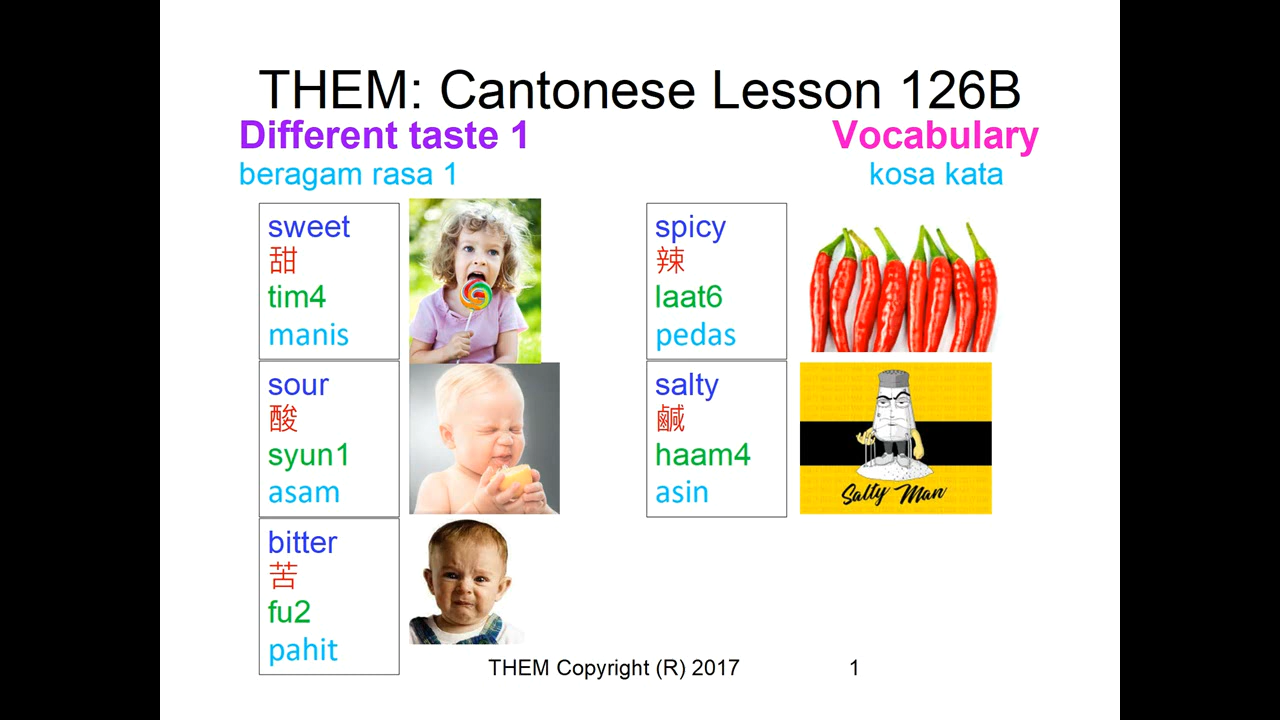 THEM: Cantonese Lesson 126B
Different taste 1
Vocabulary
beragam rasa 1
kosa kata
sweet
甜
tim4
manis
sour
酸
syun1
asam
bitter
苦
fu2
pahit
spicy
辣
laat6
pedas
salty
鹹
haam4
asin
Salty Man
THEM Copyright (R) 2017
1